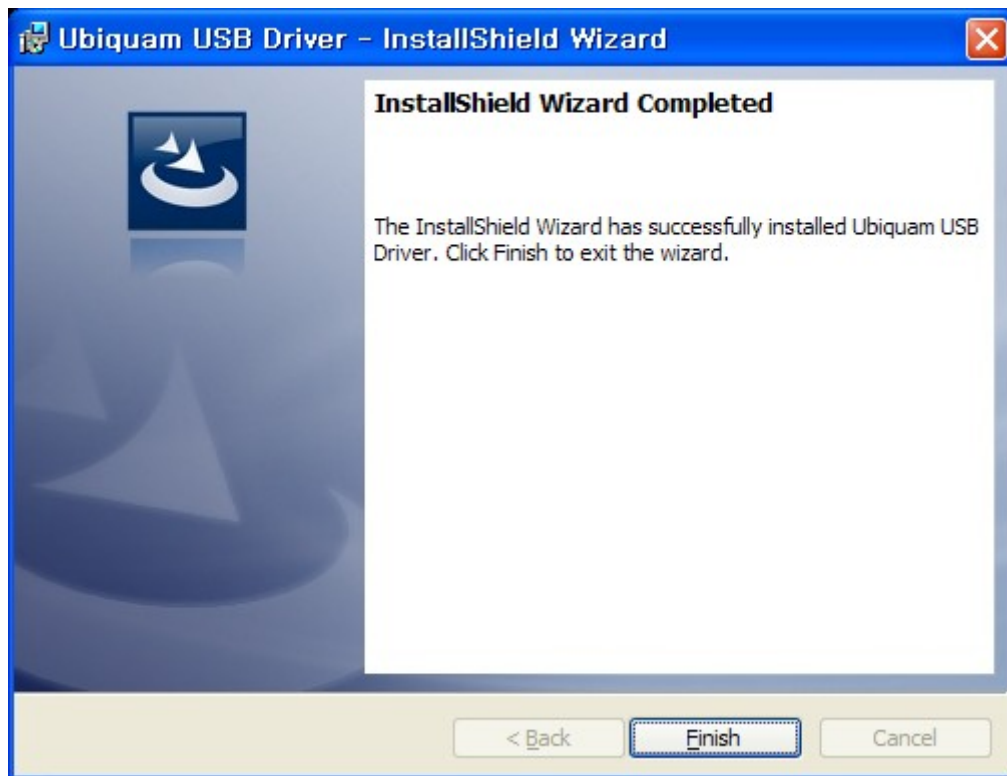 Ubiquam USB Driver - InstallShield Wizard
InstallShield Wizard Completed
The InstallShield Wizard has successfully installed Ubiquam USB
Driver. Click Finish to exit the wizard.
< Back
Finish
Cancel